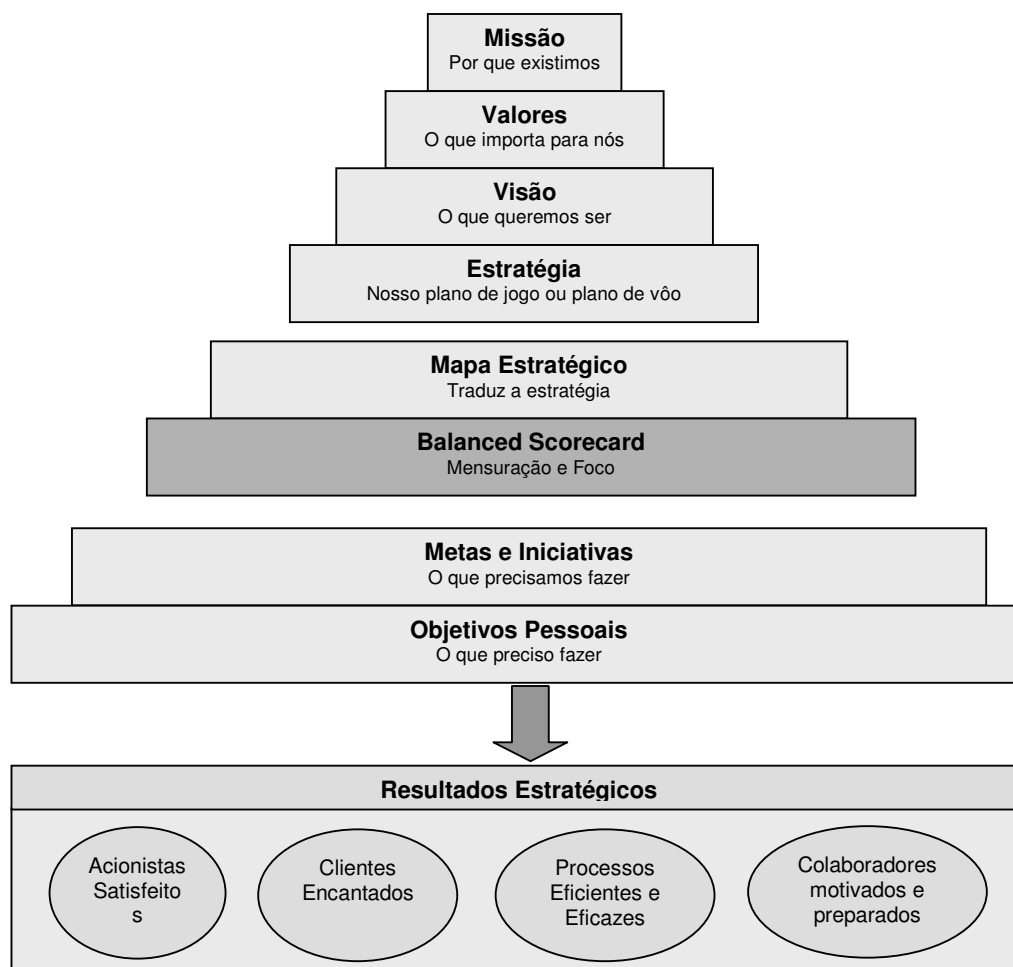 Missão
Por que existimos
Valores
O que importa para nós
Visão
O que queremos ser
Estratégia
Nosso plano de jogo ou plano de vôo
Mapa Estratégico
Traduz a estratégia
Balanced Scorecard
Mensuração e Foco
Metas e Iniciativas
O que precisamos fazer
Objetivos Pessoais
O que preciso fazer
Resultados Estratégicos
Acionistas
Satisfeito
s
Clientes
Encantados
Processos
Eficientes e
Eficazes
Colaboradores
motivados e
preparados